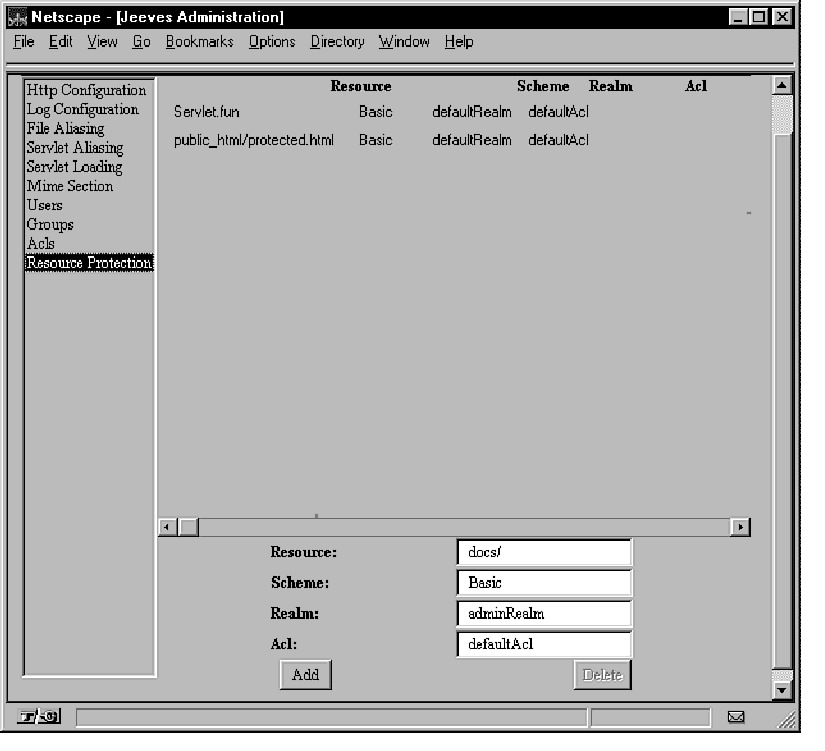 Netscape - [Jeeves Administration]
File Edit View Go Bookmarks Options Directory Window Help
Http Configuration
Log Configuration
File Aliasing
Servlet Aliasing
Servlet Loading
Mime Section
Users
Groups
Acls
Resource Protection
Resource Scheme Realm Acl
Servlet.fun Basic defaultRealm defaultAcl
public_html/protected.html Basic defaultRealm defaultAcl
Resource: docs/
Scheme: Basic
Realm: adminRealm
Acl: defaultAcl
Add Delete